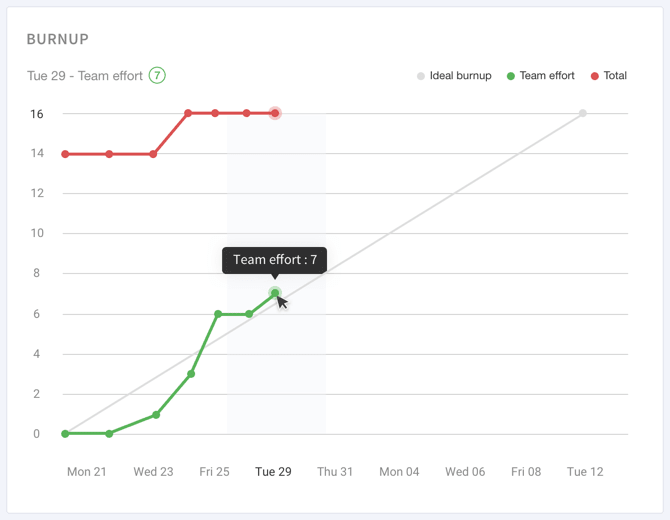 BURNUP
Tue 29 - Team effort 7
Ideal burnup Team effort Total
16
14
12
10
8
Team effort : 7
6
4
2
0
Mon 21 Wed 23 Fri 25 Tue 29 Thu 31 Mon 04 Wed 06 Fri 08 Tue 12